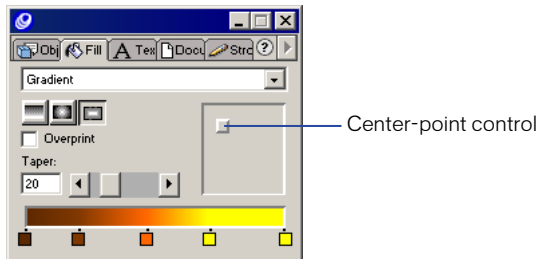 Obj Fill A Tex Docu Strc ?
Gradient
Center-point control
Overprint
Taper:
20